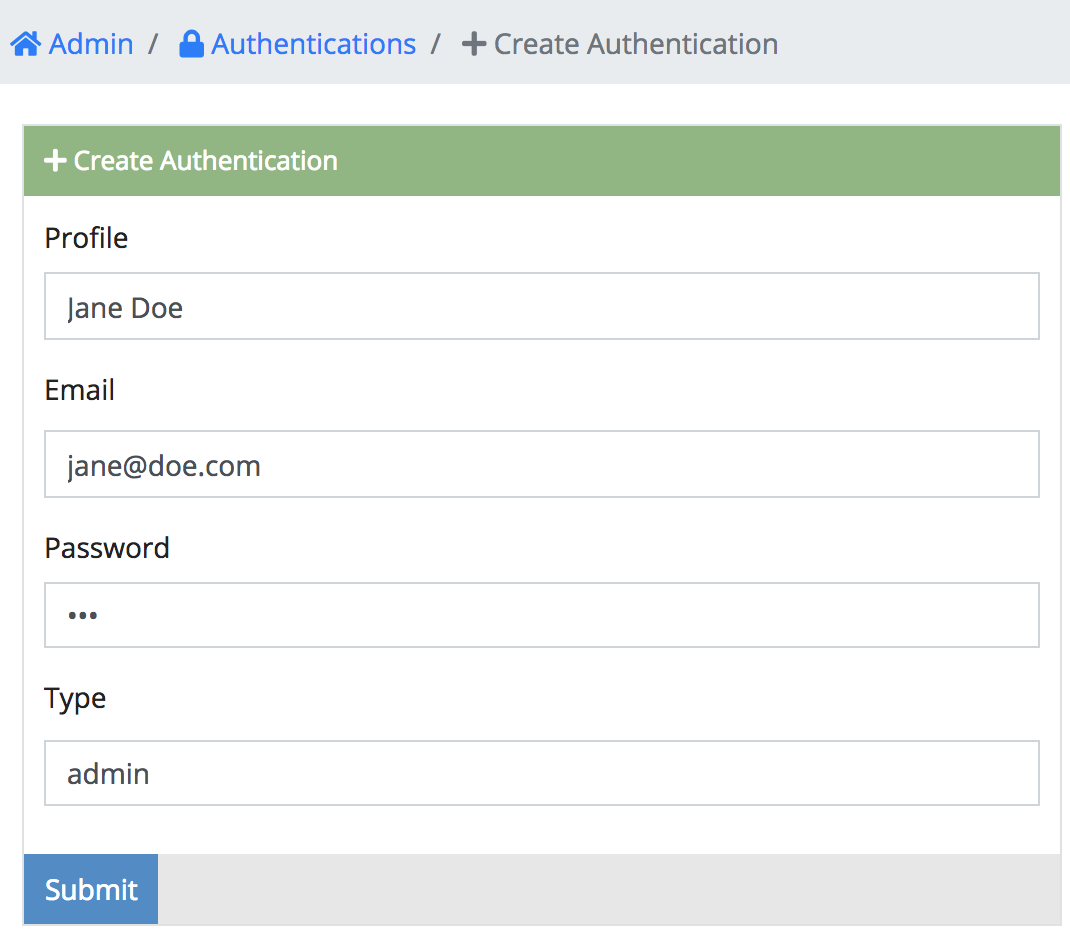 Admin / Authentications / Create Authentication
Create Authentication
Profile
Jane Doe
Email
jane@doe.com
Password
•••
Type
admin
Submit